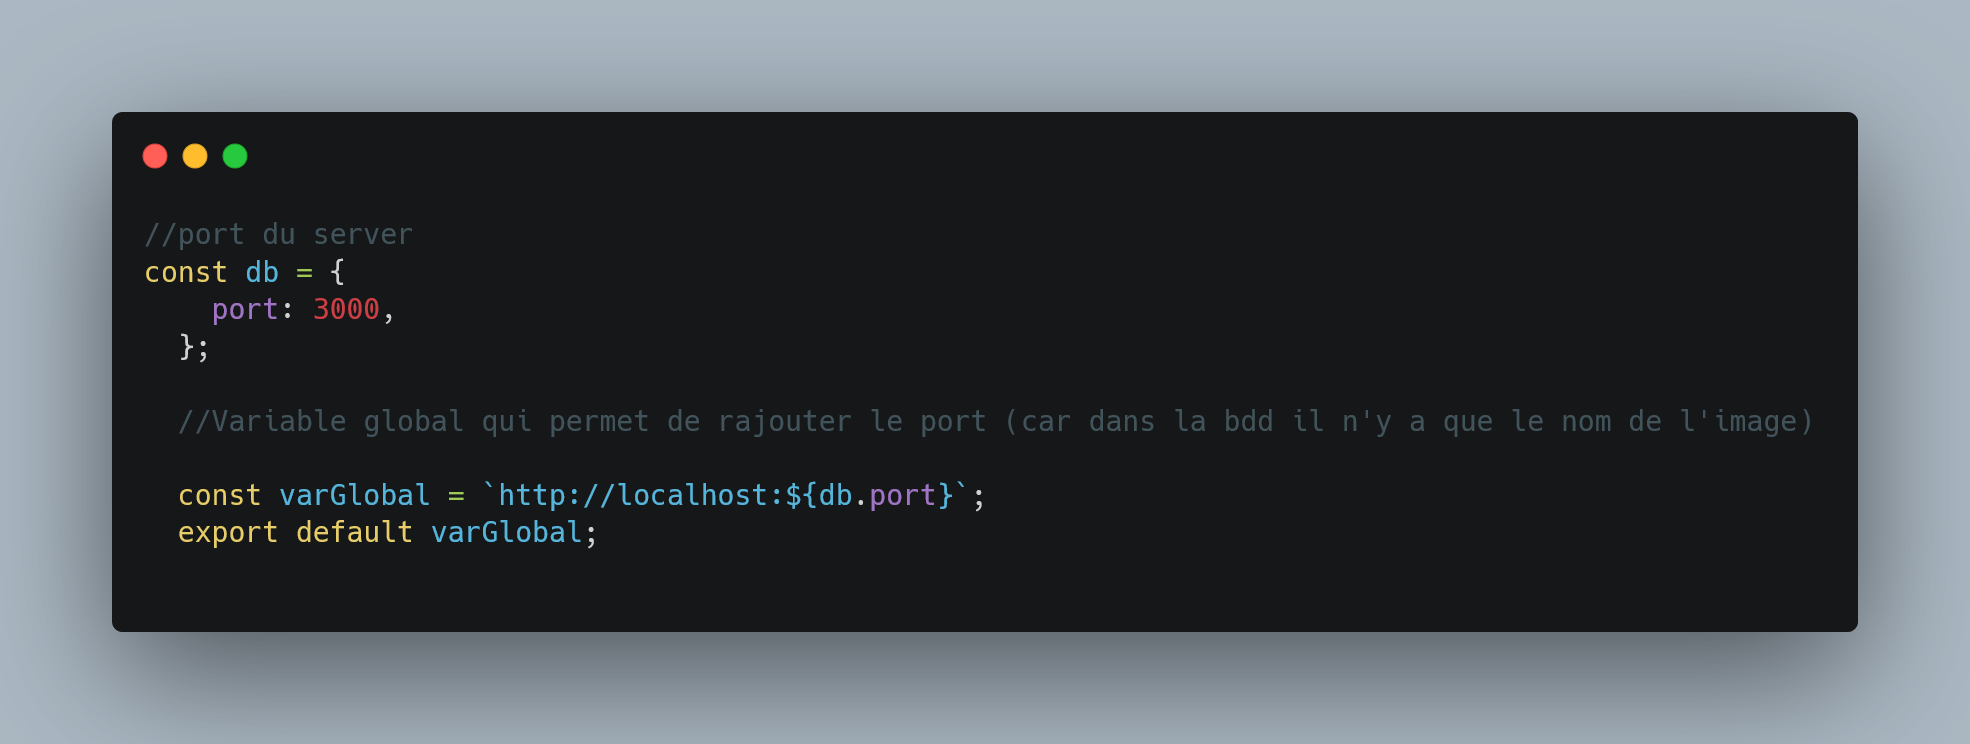 //port du server
const db = {
    port: 3000,
  };
  //Variable global qui permet de rajouter le port (car dans la bdd il n'y a que le nom de l'image)
  const varGlobal = `http://localhost:${db.port}`;
  export default varGlobal;